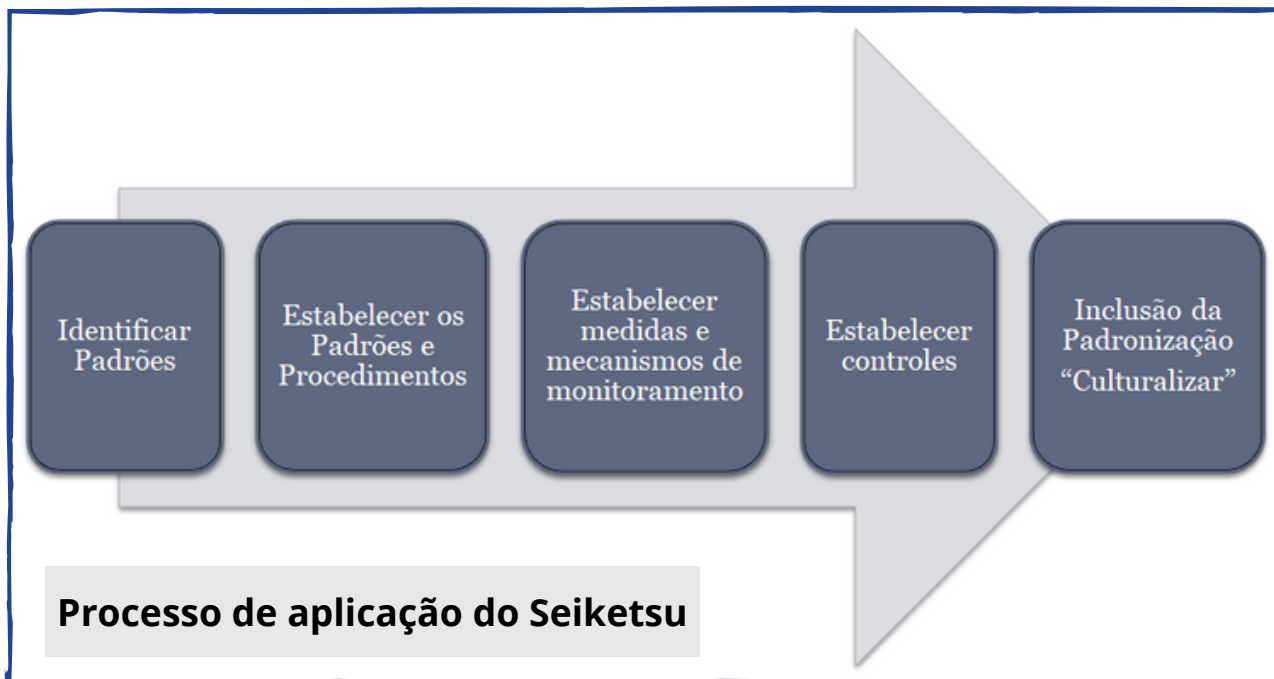 Identificar
Padrões
Estabelecer os
Padrões e
Procedimentos
Estabelecer
medidas e
mecanismos de
monitoramento
Estabelecer
controles
Inclusão da
Padronização
“Culturalizar”
Processo de aplicação do Seiketsu